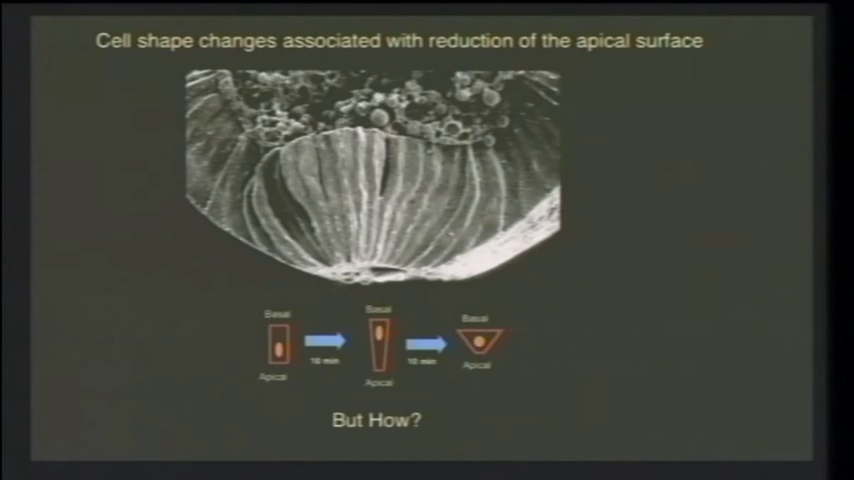 Cell shape changes associated with reduction of the apical surface
Basal
Basal
Basal
10 min
10 min
Apical
Apical
Apical
But How?